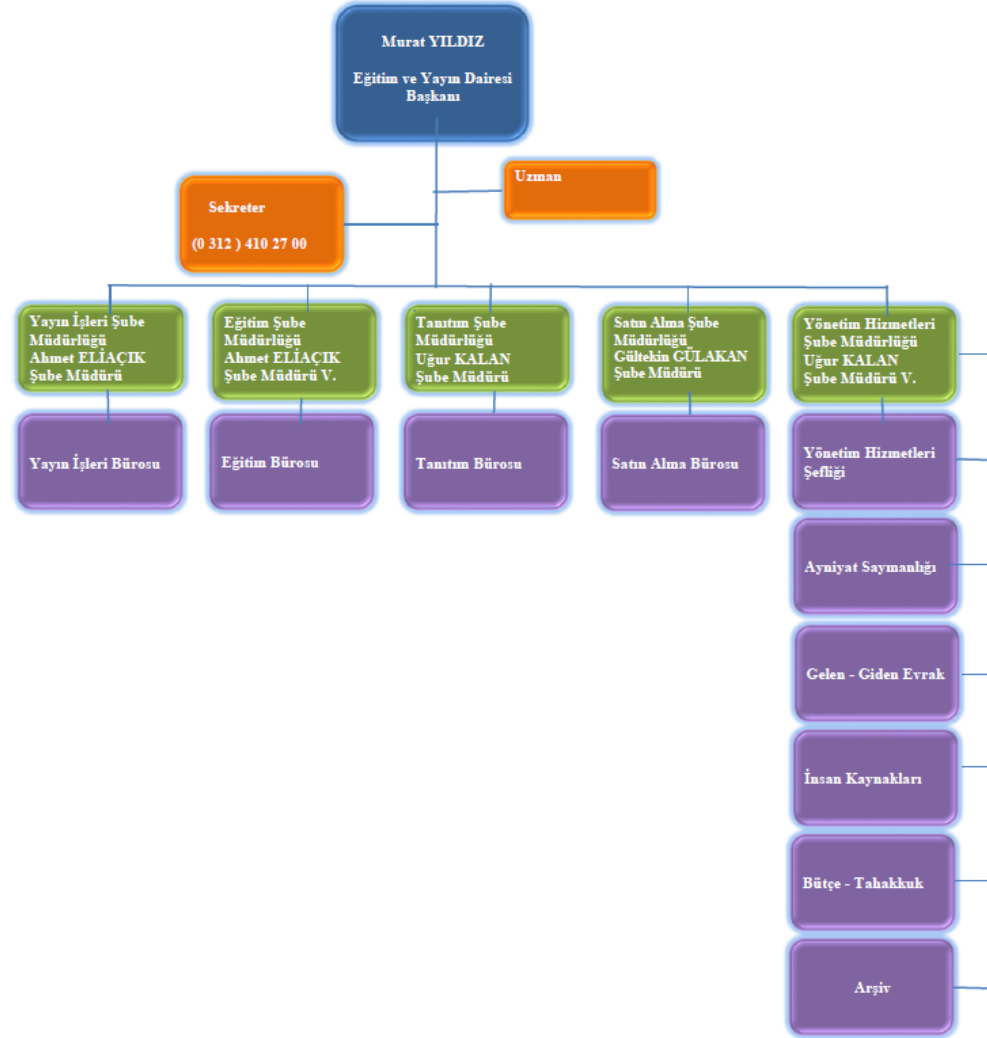 Murat YILDIZ
Eğitim ve Yayın Dairesi
Başkanı
Uzman
Sekreter
(0 312 ) 410 27 00
Yayın İşleri Şube
Müdürlüğü
Ahmet ELİAÇIK
Şube Müdürü
Eğitim Şube
Müdürlüğü
Ahmet ELİAÇIK
Şube Müdürü V.
Tanıtım Şube
Müdürlüğü
Uğur KALAN
Şube Müdürü
Satın Alma Şube
Müdürlüğü
Gültekin GÜLAKAN
Şube Müdürü
Yönetim Hizmetleri
Şube Müdürlüğü
Uğur KALAN
Şube Müdürü V.
Yayın İşleri Bürosu
Eğitim Bürosu
Tanıtım Bürosu
Satın Alma Bürosu
Yönetim Hizmetleri
Şefliği
Ayniyat Saymanlığı
Gelen - Giden Evrak
İnsan Kaynakları
Bütçe - Tahakkuk
Arşiv